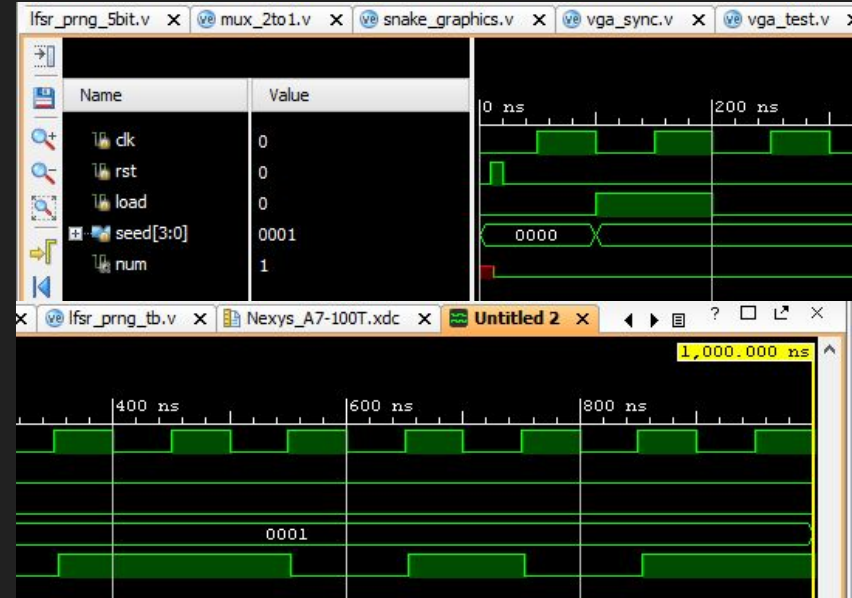 lfsr_prng_5bit.v mux_2to1.v snake_graphics.v vga_sync.v vga_test.v
Name Value
0 ns 200 ns
clk 0
rst 0
load 0
seed[3:0] 0001 0000
num 1
lfsr_prng_tb.v Nexys_A7-100T.xdc Untitled 2
1,000.000 ns
400 ns 600 ns 800 ns
0001